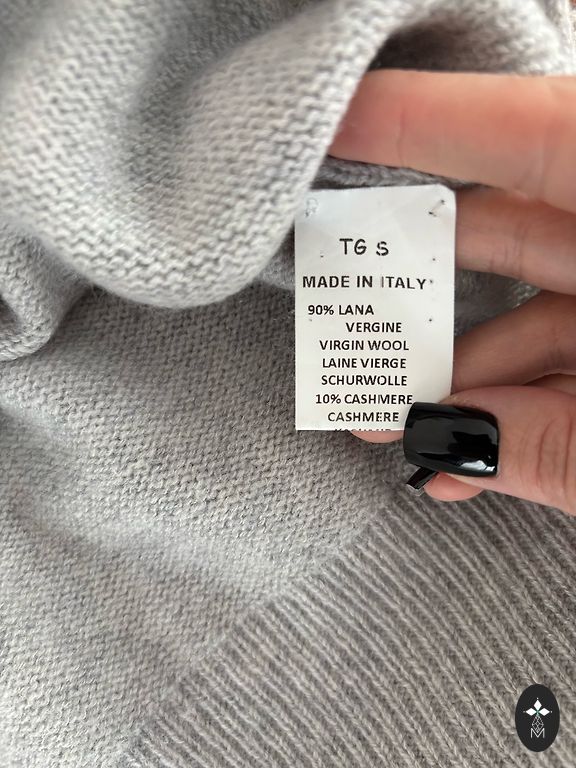 TG S
MADE IN ITALY
90% LANA
VERGINE
VIRGIN WOOL
LAINE VIERGE
SCHURWOLLE
10% CASHMERE
CASHMERE
M